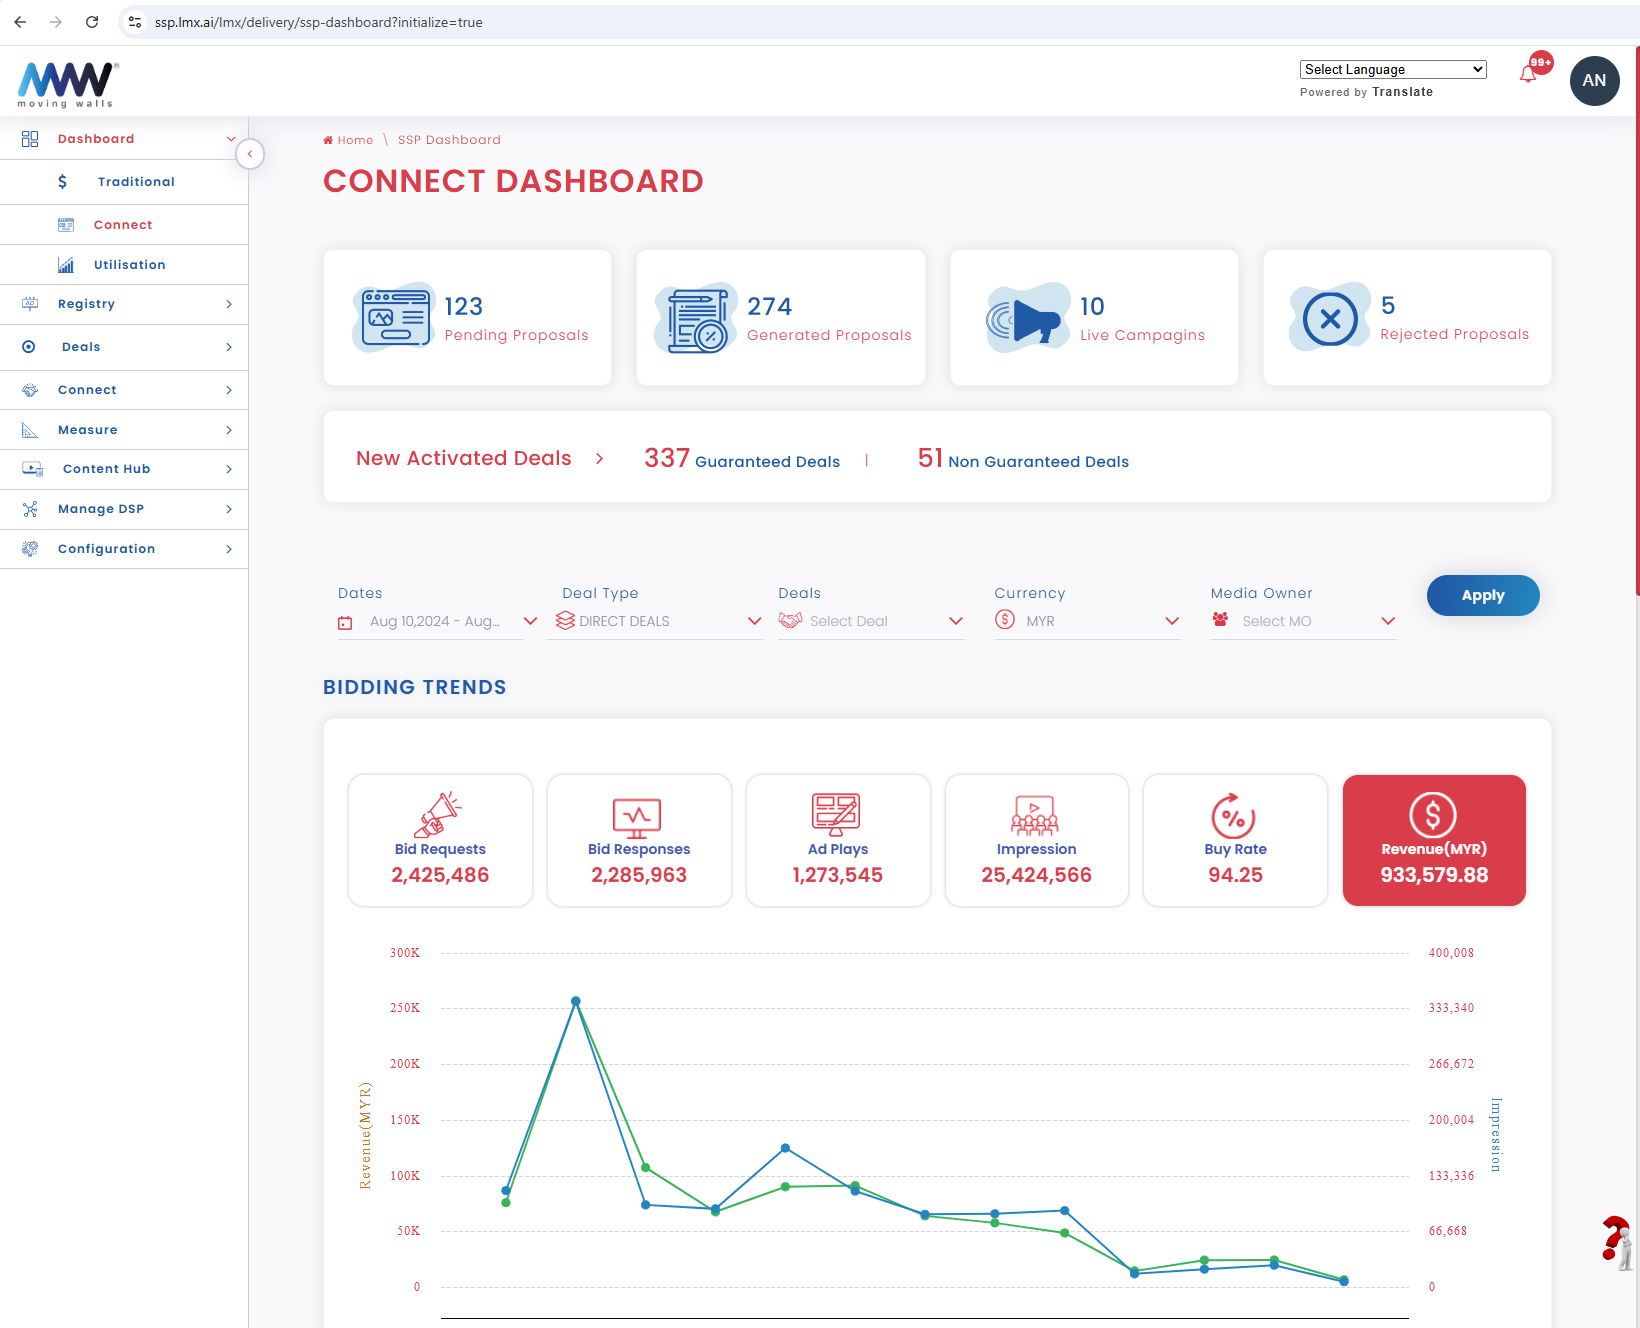 ssp.lmx.ai/lmx/delivery/ssp-dashboard?initialize=true
moving walls
®
Select Language
Powered by Translate
99+
AN
Dashboard
Traditional
Connect
Utilisation
Registry
Deals
Connect
Measure
Content Hub
Manage DSP
Configuration
Home \ SSP Dashboard
CONNECT DASHBOARD
123
Pending Proposals
274
Generated Proposals
10
Live Campagins
5
Rejected Proposals
New Activated Deals > 337 Guaranteed Deals | 51 Non Guaranteed Deals
Dates
Aug 10,2024 - Aug...
Deal Type
DIRECT DEALS
Deals
Select Deal
Currency
MYR
Media Owner
Select MO
Apply
BIDDING TRENDS
Bid Requests
2,425,486
Bid Responses
2,285,963
Ad Plays
1,273,545
Impression
25,424,566
Buy Rate
94.25
Revenue(MYR)
933,579.88
300K
250K
200K
150K
100K
50K
0
Revenue(MYR)
400,008
333,340
266,672
200,004
133,336
66,668
0
Impression